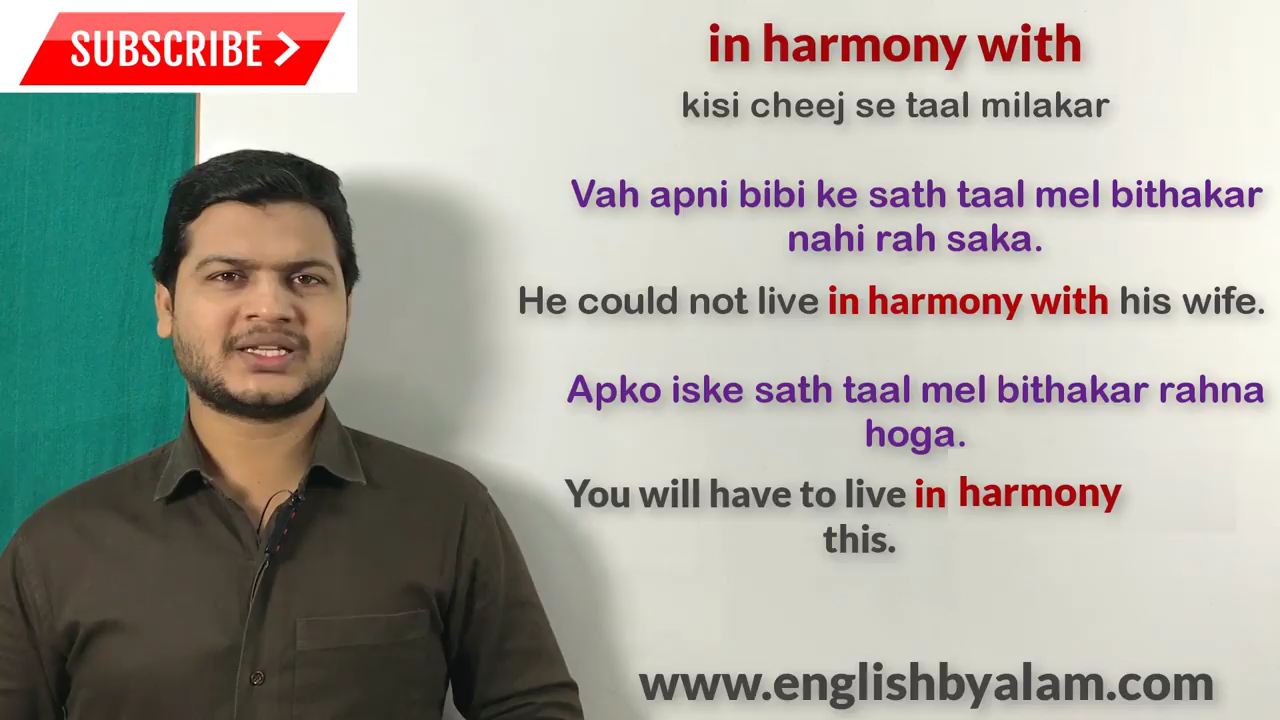 SUBSCRIBE
in harmony with
kisi cheej se taal milakar
Vah apni bibi ke sath taal mel bithakar
nahi rah saka.
He could not live in harmony with his wife.
Apko iske sath taal mel bithakar rahna
hoga.
You will have to live in harmony
this.
www.englishbyalam.com